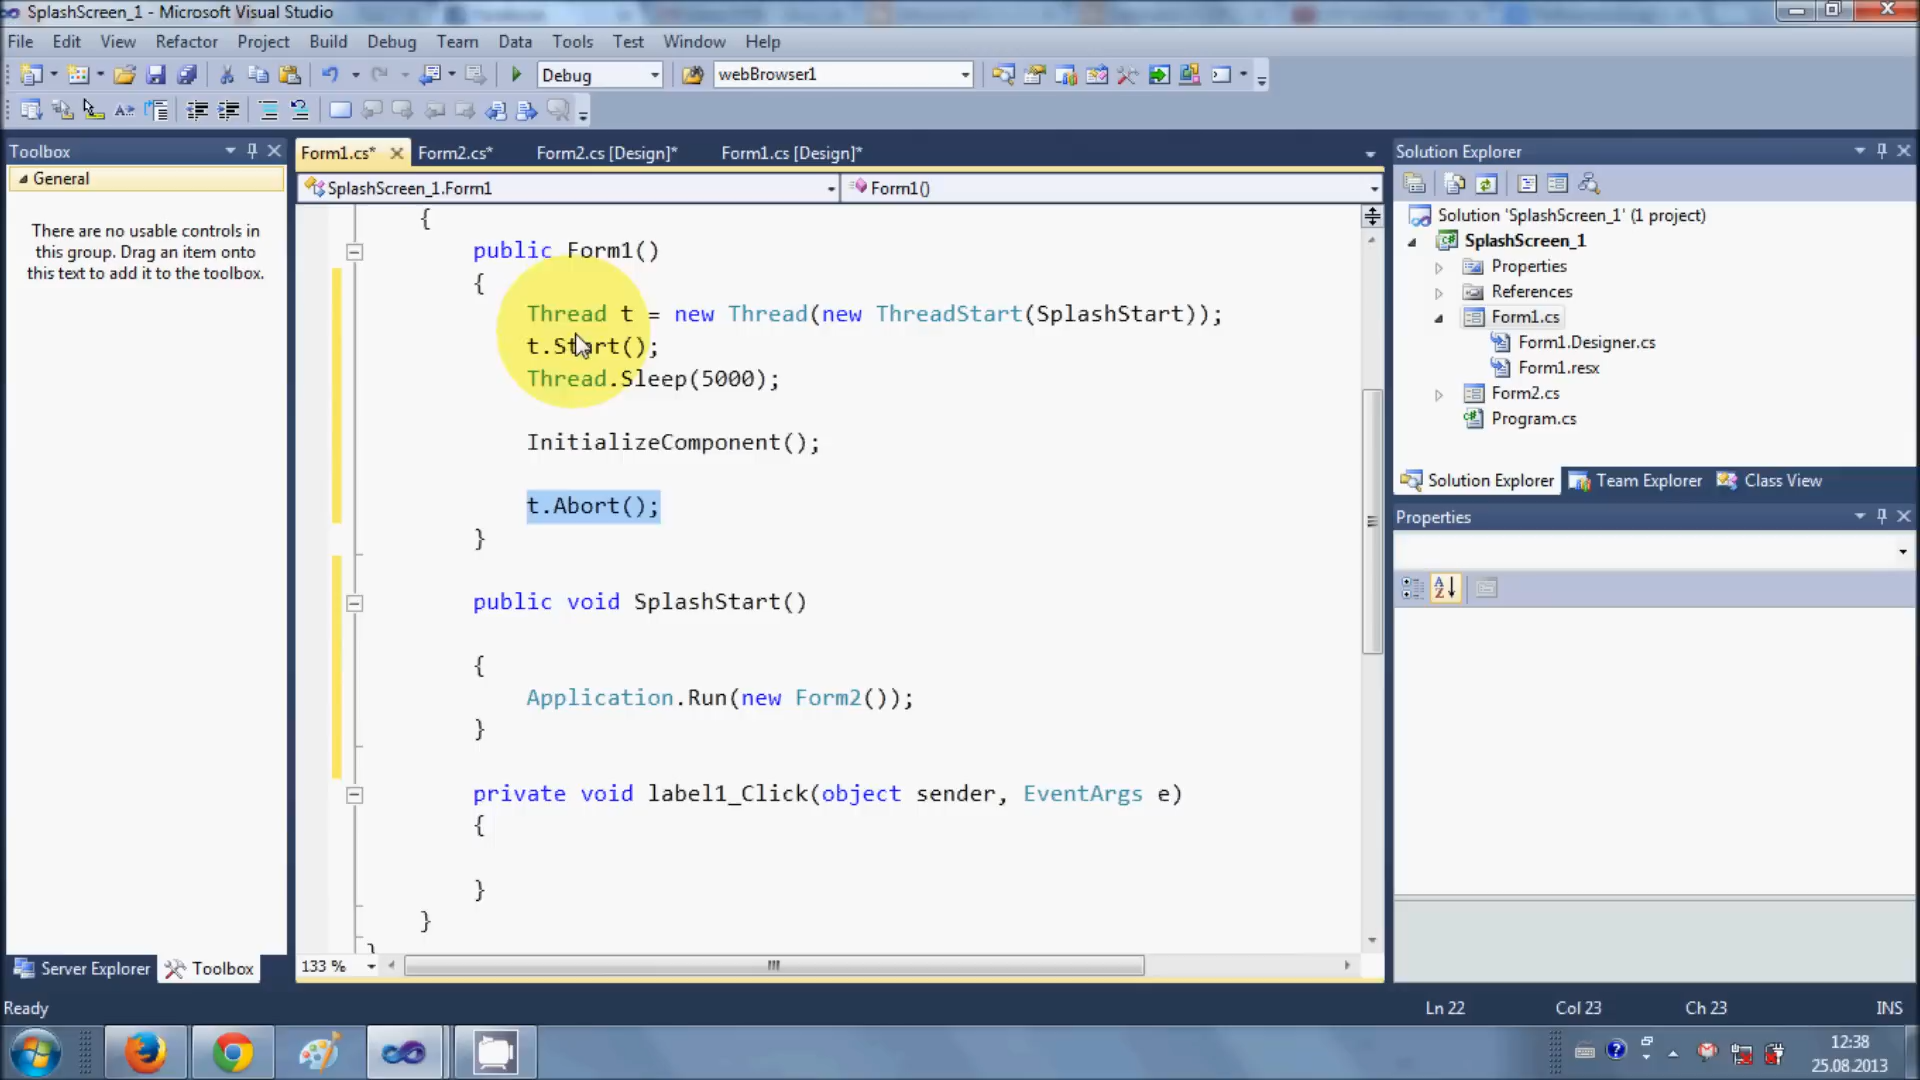 SplashScreen_1 - Microsoft Visual Studio
File Edit View Refactor Project Build Debug Team Data Tools Test Window Help
Debug webBrowser1
Toolbox
General
There are no usable controls in
this group. Drag an item onto
this text to add it to the toolbox.
Server Explorer Toolbox
Form1.cs* Form2.cs* Form2.cs [Design]* Form1.cs [Design]*
SplashScreen_1.Form1 Form1()
{
public Form1()
{
Thread t = new Thread(new ThreadStart(SplashStart));
t.Start();
Thread.Sleep(5000);
InitializeComponent();
t.Abort();
}
public void SplashStart()
{
Application.Run(new Form2());
}
private void label1_Click(object sender, EventArgs e)
{
}
}
}
133 %
Solution Explorer
Solution 'SplashScreen_1' (1 project)
SplashScreen_1
Properties
References
Form1.cs
Form1.Designer.cs
Form1.resx
Form2.cs
Program.cs
Solution Explorer Team Explorer Class View
Properties
Ready Ln 22 Col 23 Ch 23 INS
12:38
25.08.2013